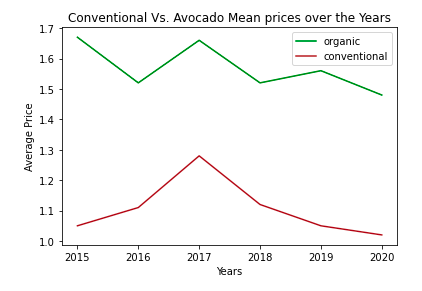 Conventional Vs. Avocado Mean prices over the Years
organic
conventional
Average Price
1.7
1.6
1.5
1.4
1.3
1.2
1.1
1.0
2015 2016 2017 2018 2019 2020
Years